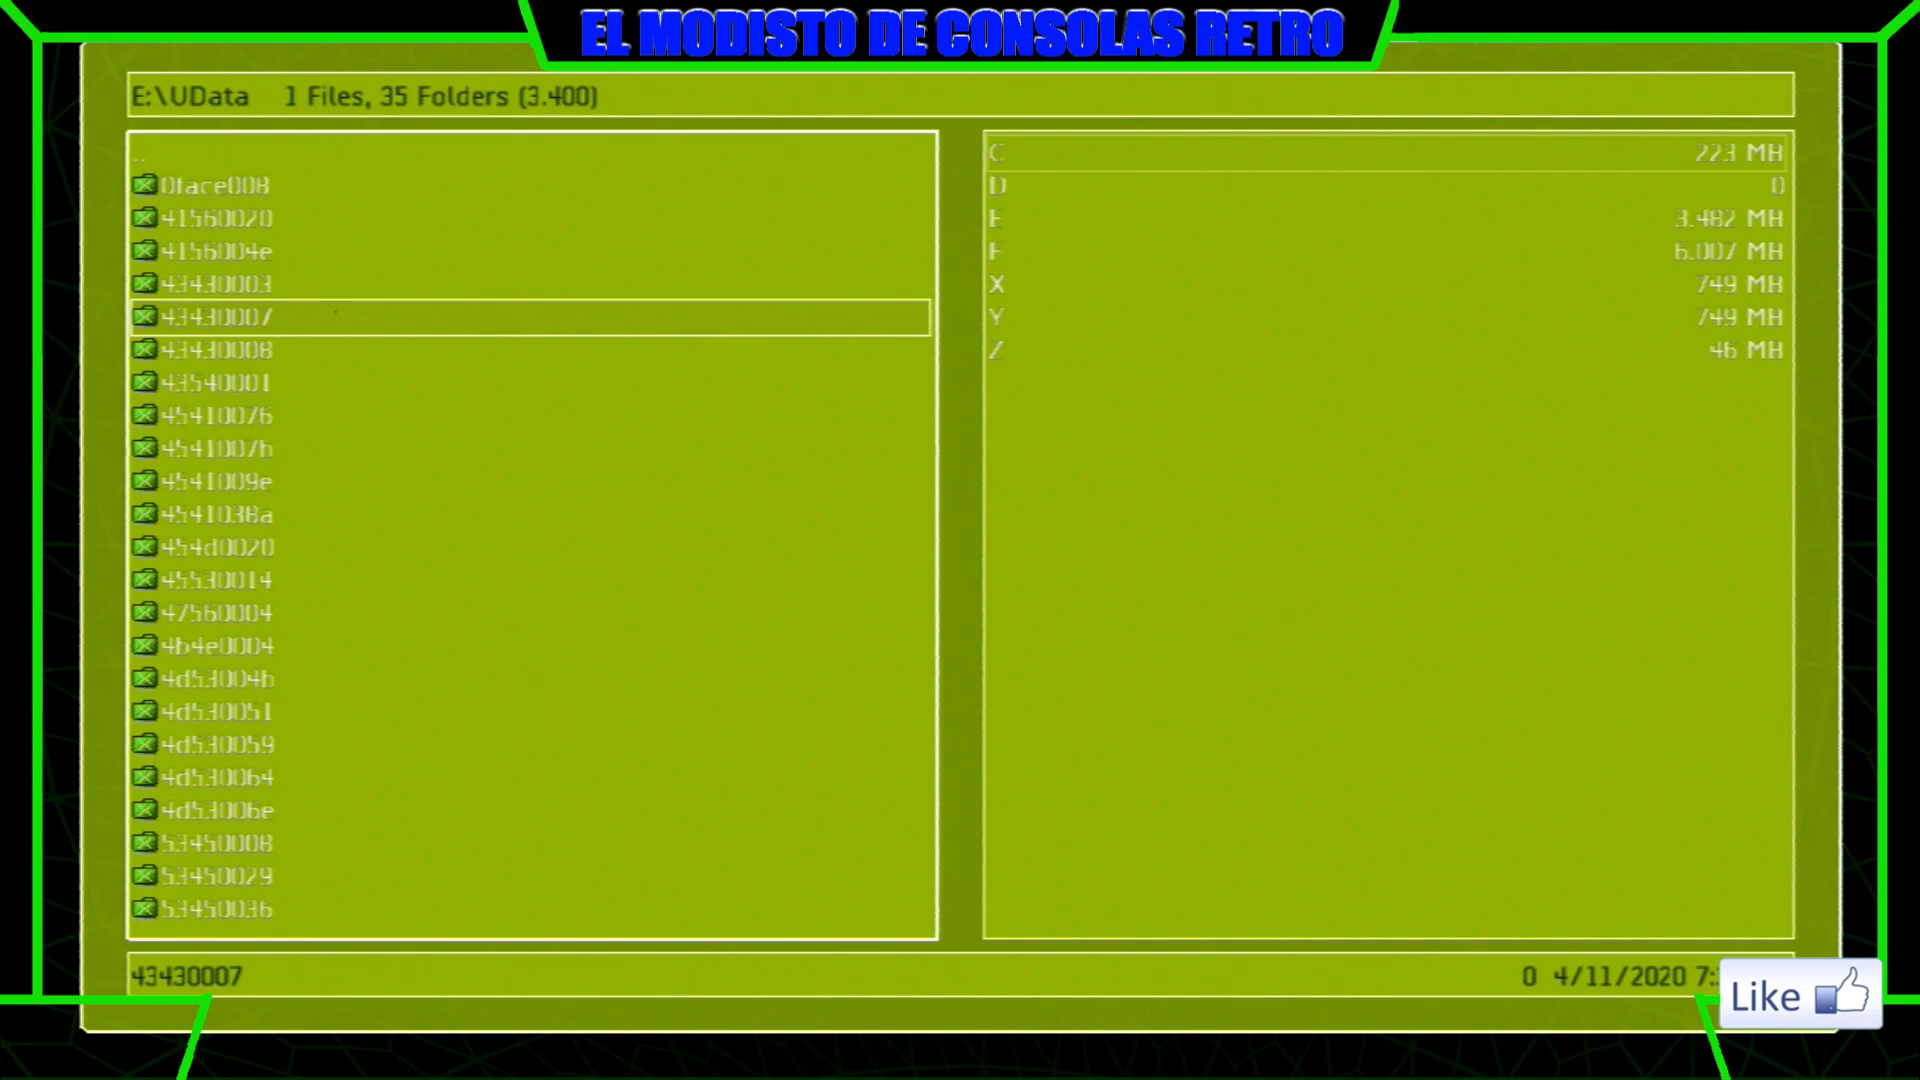 EL MODISTO DE CONSOLAS RETRO
E:\UData 1 Files, 35 Folders (3.400)
..
0face008
41560020
4156004e
43430003
43430007
43430008
43540001
45410076
4541007b
4541009e
4541038a
454d0020
45530014
47560004
4b4e0004
4d53004b
4d530051
4d530059
4d530064
4d53006e
53450008
53450029
53450036
C 223 MB
D 0
E 3.482 MB
F 6.007 MB
X 749 MB
Y 749 MB
Z 46 MB
43430007 0 4/11/2020 7:
Like